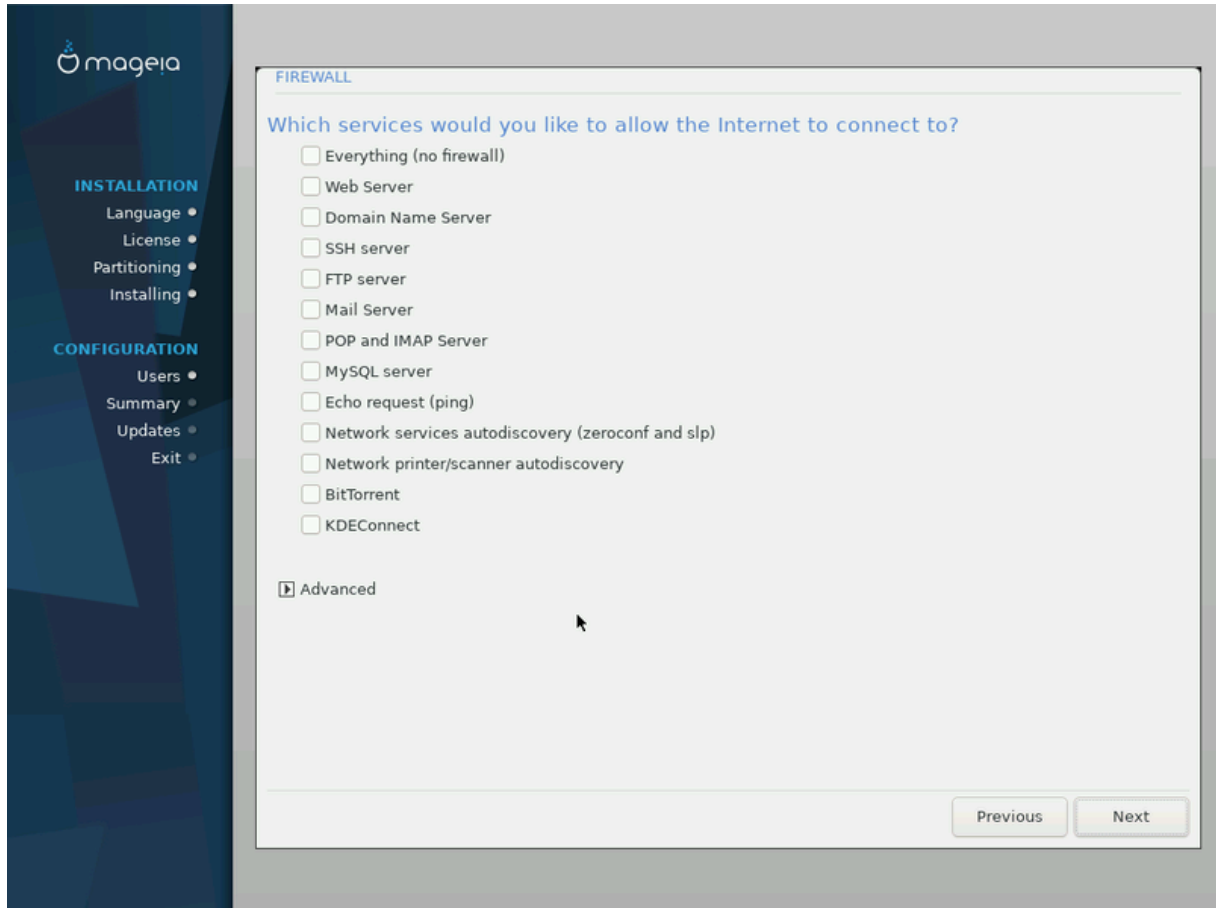 mageia
INSTALLATION
Language
License
Partitioning
Installing
CONFIGURATION
Users
Summary
Updates
Exit
FIREWALL
Which services would you like to allow the Internet to connect to?
Everything (no firewall)
Web Server
Domain Name Server
SSH server
FTP server
Mail Server
POP and IMAP Server
MySQL server
Echo request (ping)
Network services autodiscovery (zeroconf and slp)
Network printer/scanner autodiscovery
BitTorrent
KDEConnect
Advanced
Previous
Next